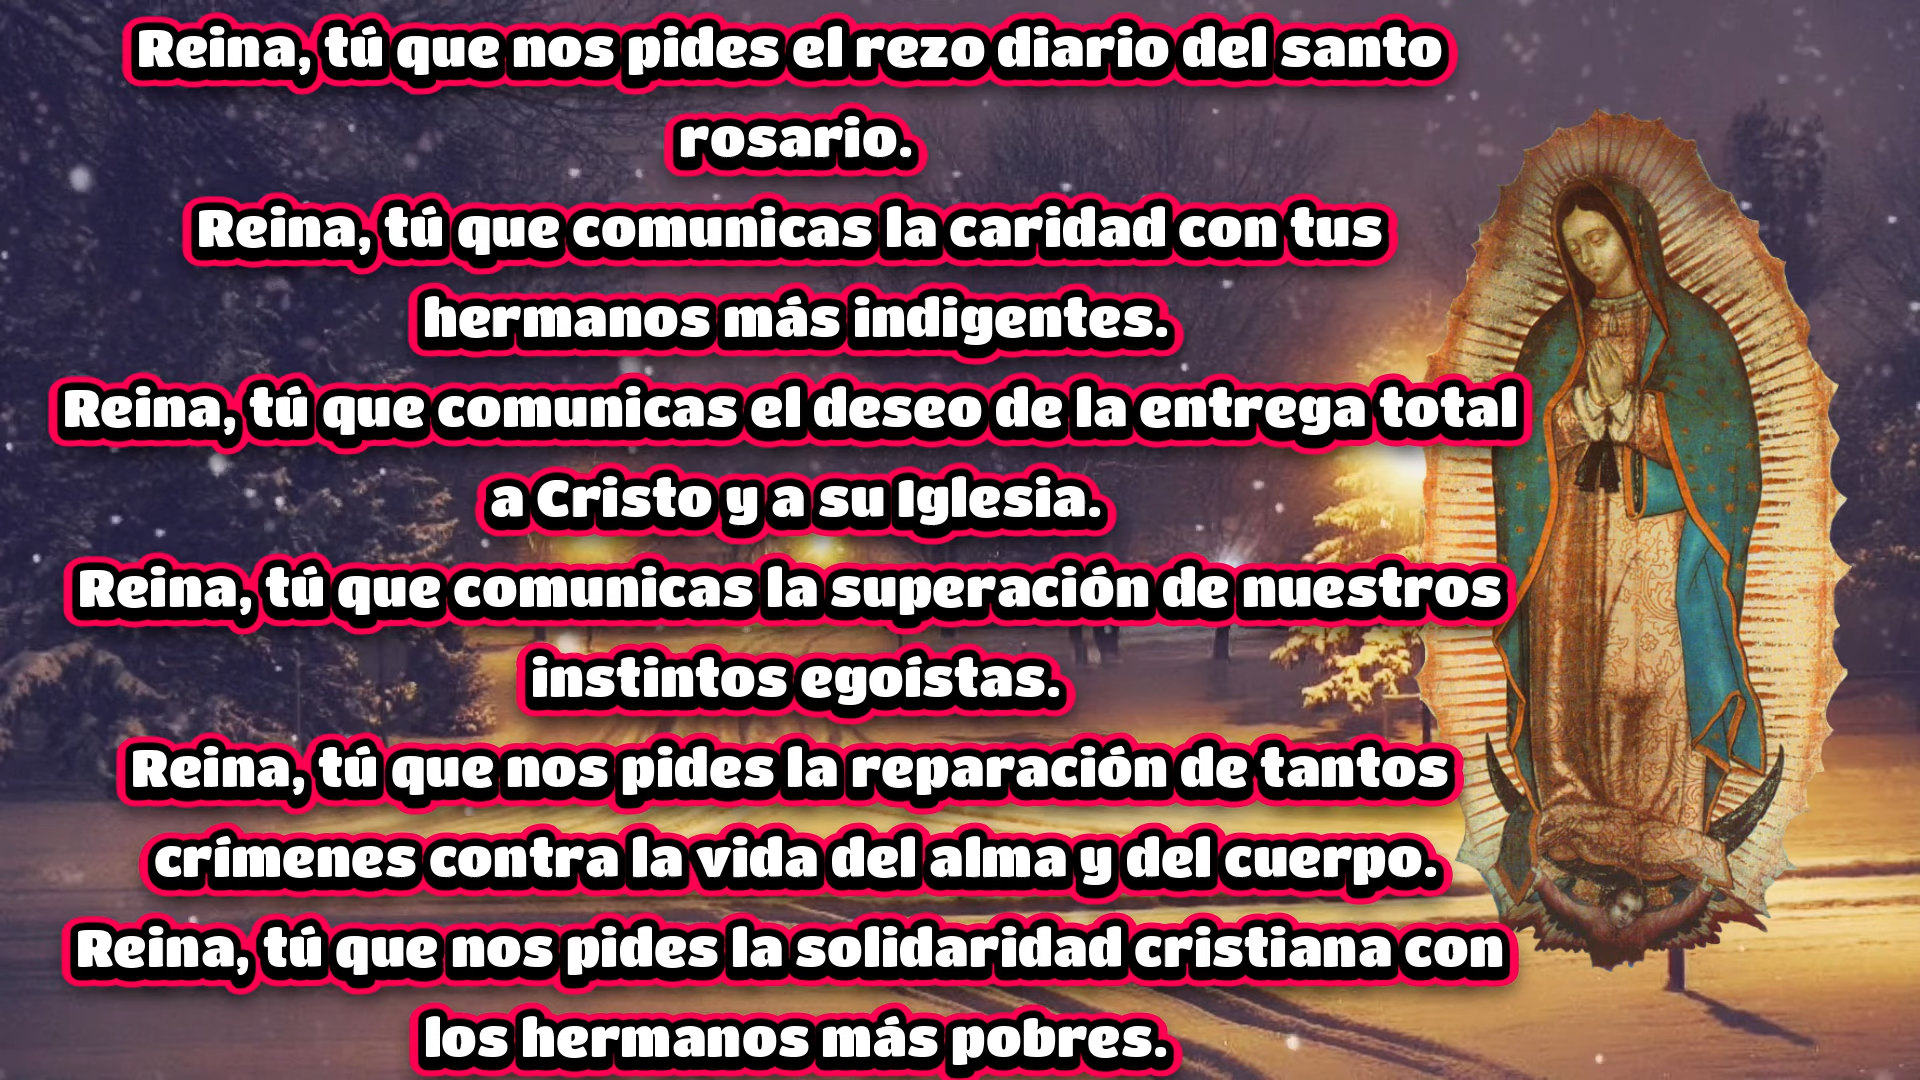 Reina, tú que nos pides el rezo diario del santo
rosario.
Reina, tú que comunicas la caridad con tus
hermanos más indigentes.
Reina, tú que comunicas el deseo de la entrega total
a Cristo y a su Iglesia.
Reina, tú que comunicas la superación de nuestros
instintos egoístas.
Reina, tú que nos pides la reparación de tantos
crímenes contra la vida del alma y del cuerpo.
Reina, tú que nos pides la solidaridad cristiana con
los hermanos más pobres.